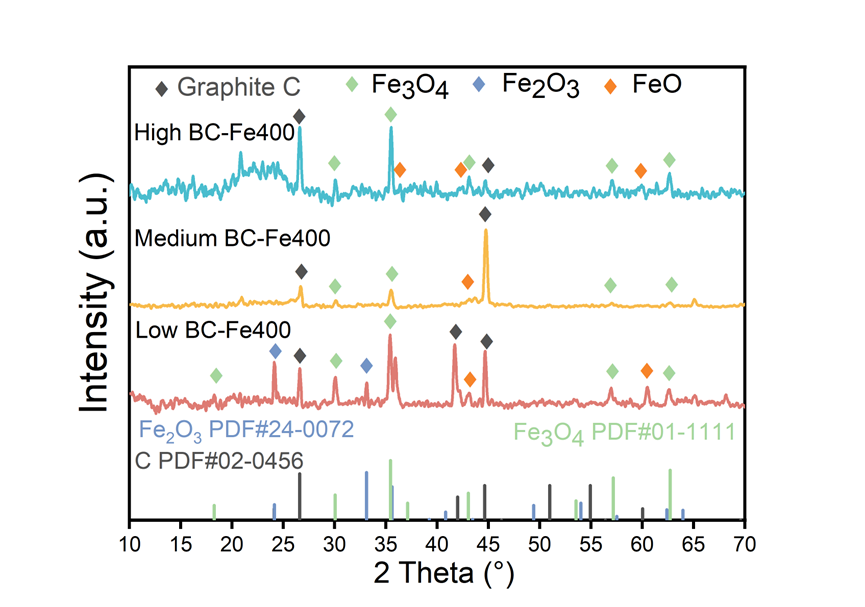 Graphite C Fe₃O₄ Fe₂O₃ FeO
High BC-Fe400
Medium BC-Fe400
Low BC-Fe400
Fe₂O₃ PDF#24-0072 Fe₃O₄ PDF#01-1111
C PDF#02-0456
Intensity (a.u.)
10 15 20 25 30 35 40 45 50 55 60 65 70
2 Theta (°)